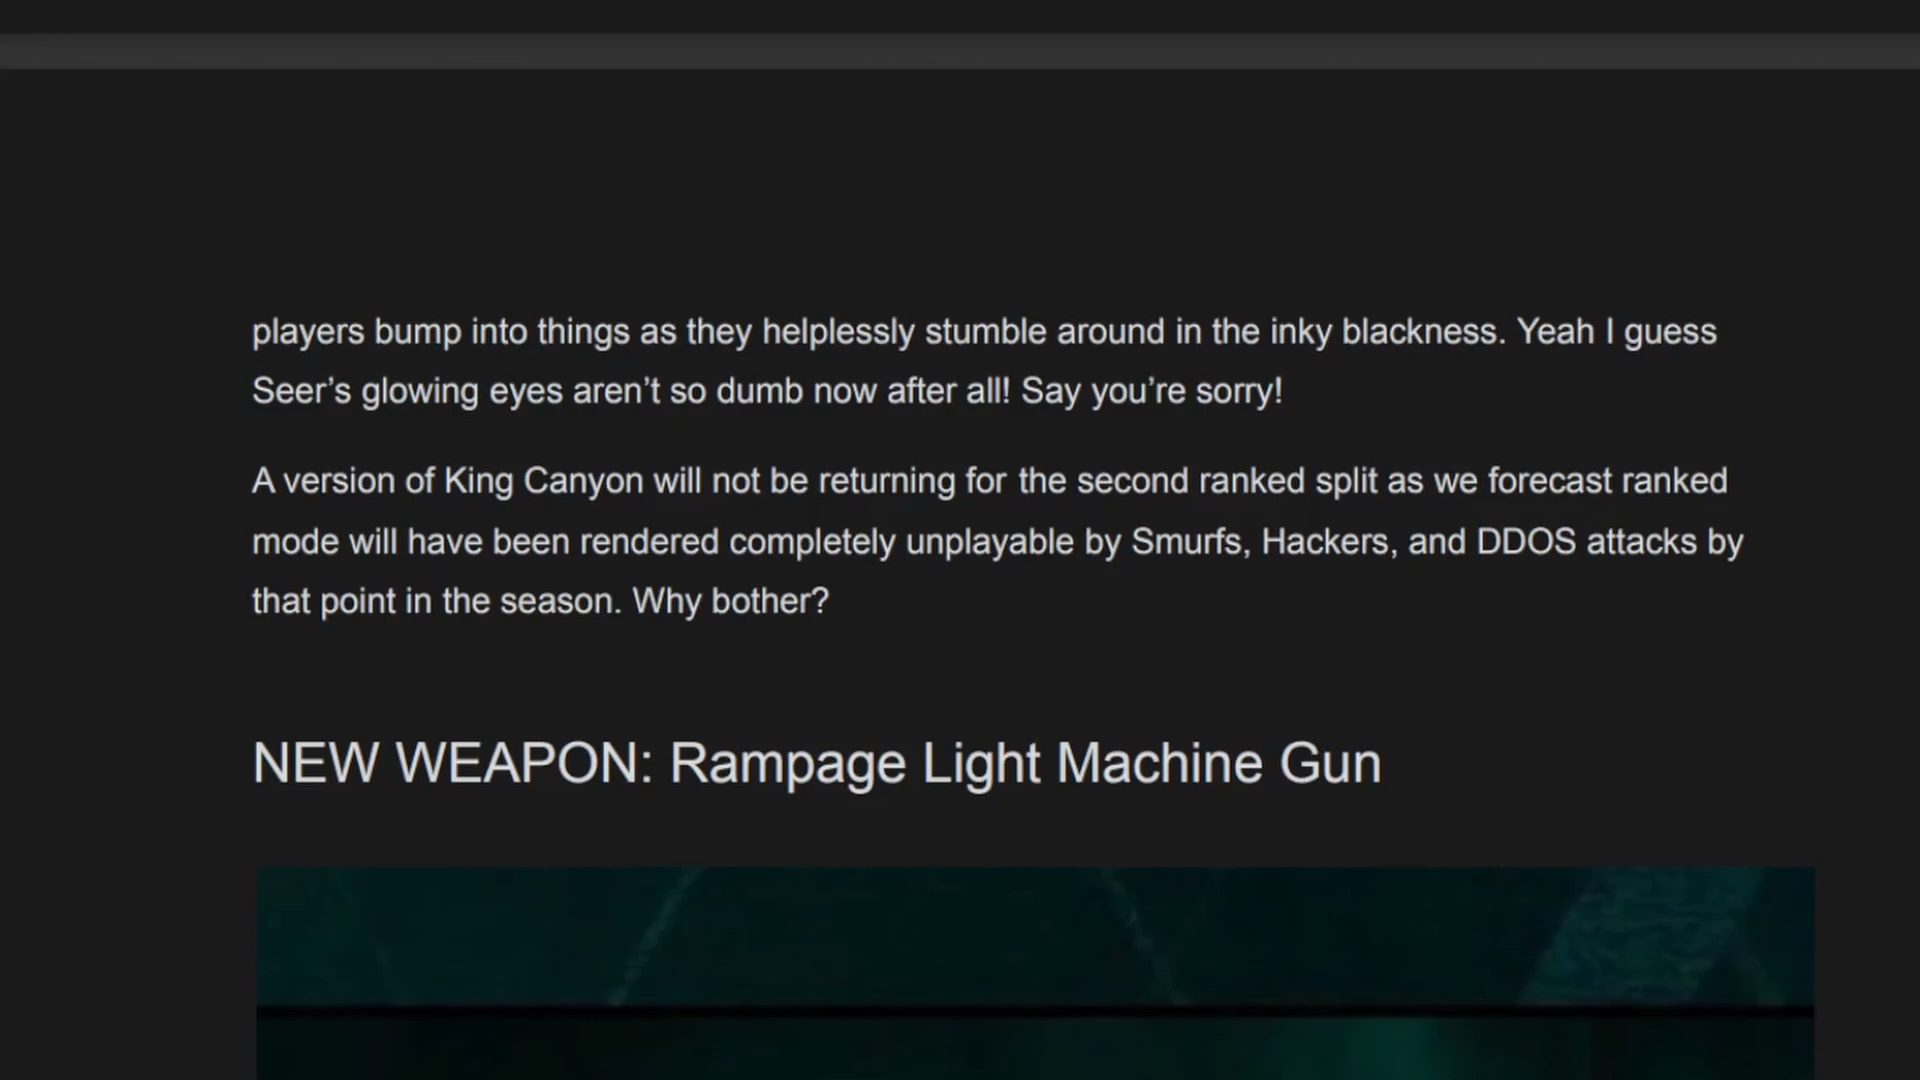 players bump into things as they helplessly stumble around in the inky blackness. Yeah I guess
Seer’s glowing eyes aren’t so dumb now after all! Say you’re sorry!
A version of King Canyon will not be returning for the second ranked split as we forecast ranked
mode will have been rendered completely unplayable by Smurfs, Hackers, and DDOS attacks by
that point in the season. Why bother?
NEW WEAPON: Rampage Light Machine Gun